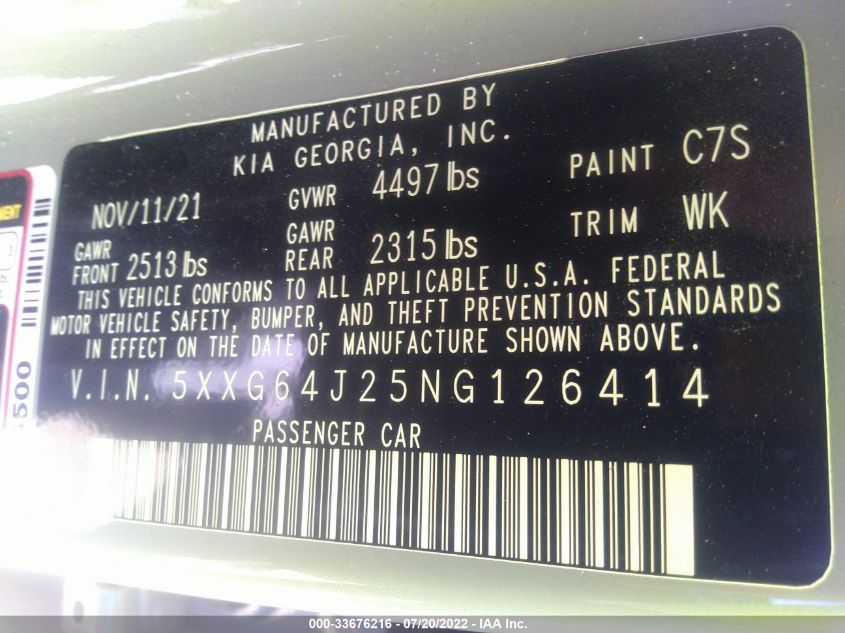 MANUFACTURED BY
KIA GEORGIA, INC.
NOV/11/21 GVWR 4497 lbs PAINT C7S
GAWR FRONT 2513 lbs GAWR REAR 2315 lbs TRIM WK
THIS VEHICLE CONFORMS TO ALL APPLICABLE U.S.A. FEDERAL
MOTOR VEHICLE SAFETY, BUMPER, AND THEFT PREVENTION STANDARDS
IN EFFECT ON THE DATE OF MANUFACTURE SHOWN ABOVE.
V.I.N. 5XXG64J25NG126414
PASSENGER CAR
500
000-33676216 - 07/20/2022 - IAA Inc.